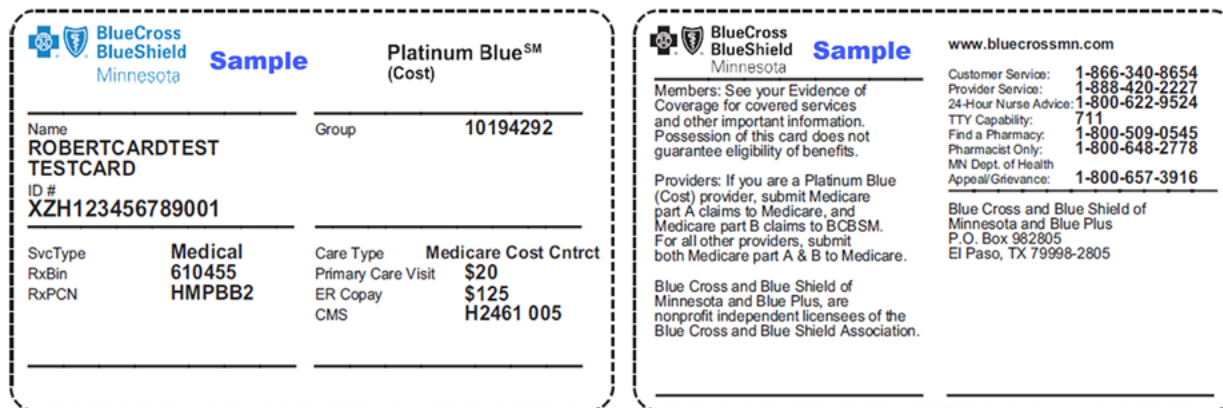 BlueCross
BlueShield
Minnesota
Sample
Platinum Blue℠
(Cost)
Name
ROBERTCARDTEST
TESTCARD
ID #
XZH123456789001
Group 10194292
SvcType Medical
RxBin 610455
RxPCN HMPBB2
Care Type Medicare Cost Cntrct
Primary Care Visit $20
ER Copay $125
CMS H2461 005
BlueCross
BlueShield
Minnesota
Sample
Members: See your Evidence of
Coverage for covered services
and other important information.
Possession of this card does not
guarantee eligibility of benefits.
Providers: If you are a Platinum Blue
(Cost) provider, submit Medicare
part A claims to Medicare, and
Medicare part B claims to BCBSM.
For all other providers, submit
both Medicare part A & B to Medicare.
Blue Cross and Blue Shield of
Minnesota and Blue Plus, are
nonprofit independent licensees of the
Blue Cross and Blue Shield Association.
www.bluecrossmn.com
Customer Service: 1-866-340-8654
Provider Service: 1-888-420-2227
24-Hour Nurse Advice: 1-800-622-9524
TTY Capability: 711
Find a Pharmacy: 1-800-509-0545
Pharmacist Only: 1-800-648-2778
MN Dept. of Health
Appeal/Grievance: 1-800-657-3916
Blue Cross and Blue Shield of
Minnesota and Blue Plus
P.O. Box 982805
El Paso, TX 79998-2805